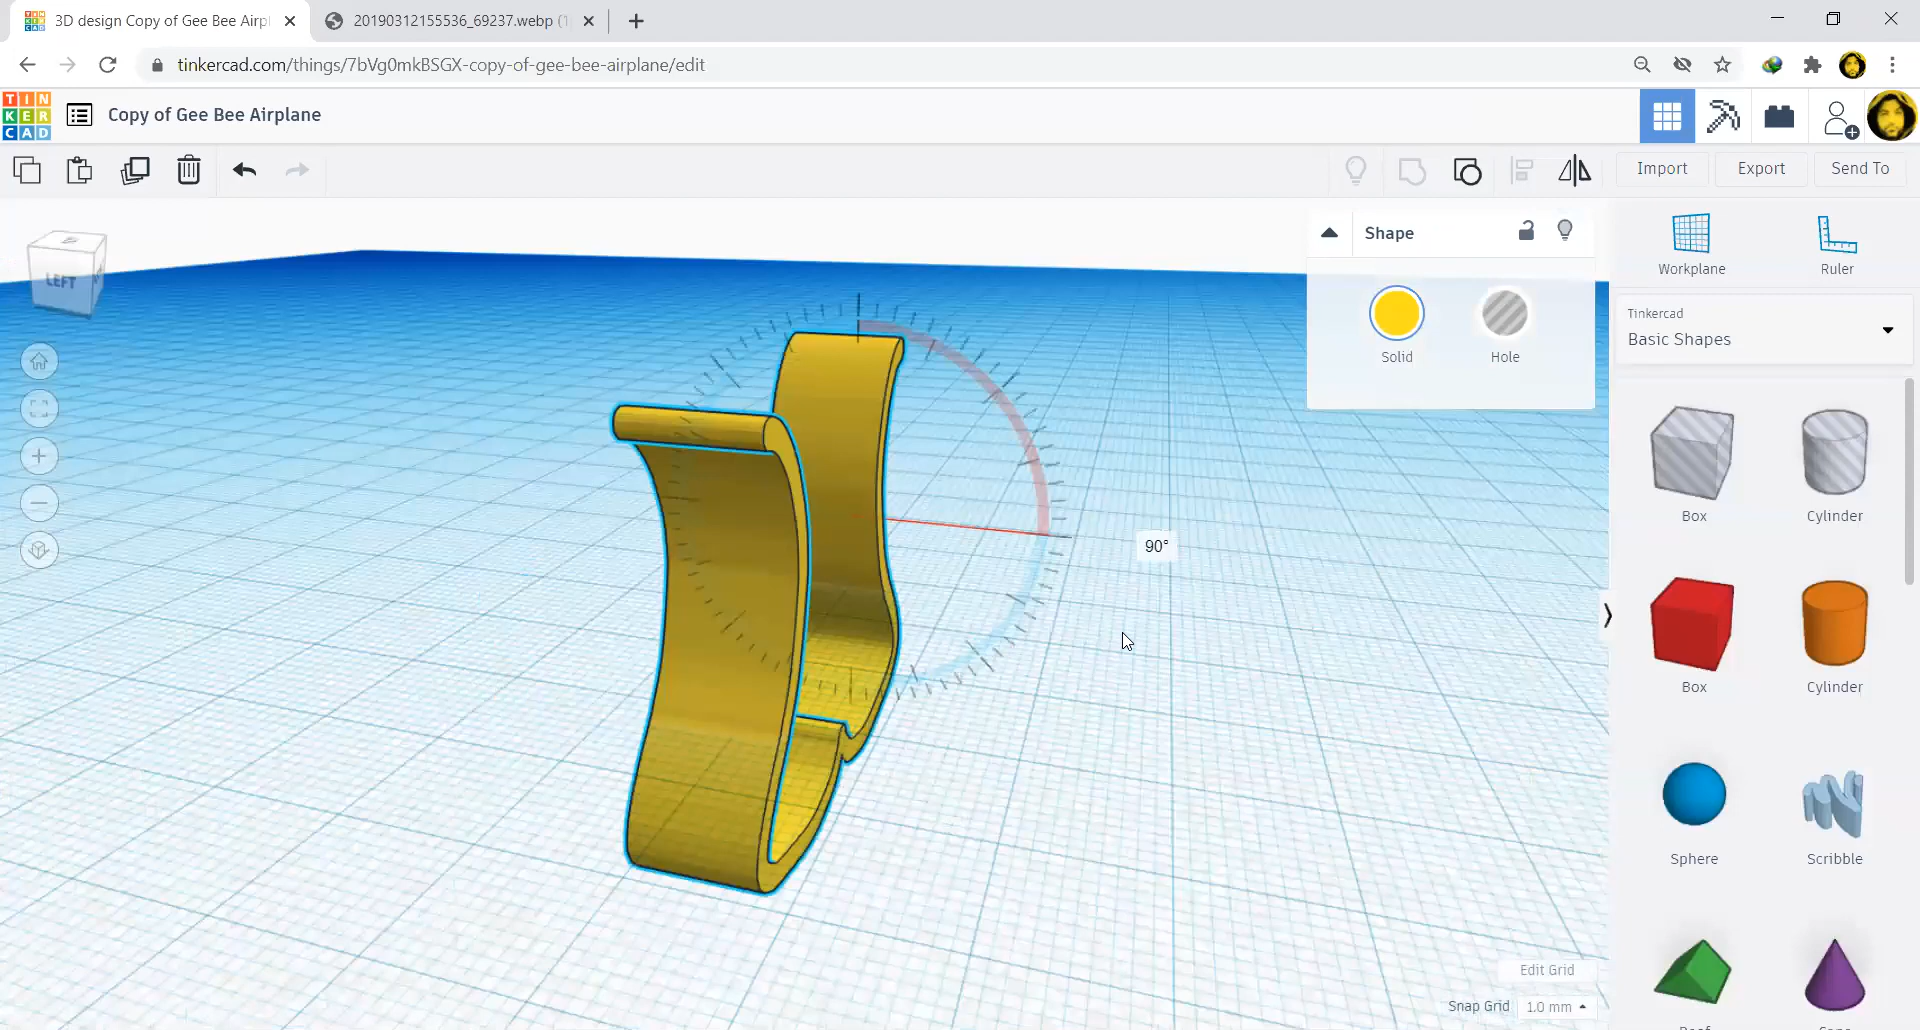 3D design Copy of Gee Bee Airpl
20190312155536_69237.webp (1
tinkercad.com/things/7bVg0mkBSGX-copy-of-gee-bee-airplane/edit
TIN
KER
CAD
Copy of Gee Bee Airplane
Import
Export
Send To
LEFT
Shape
Solid
Hole
Workplane
Ruler
Tinkercad
Basic Shapes
90°
Box
Cylinder
Box
Cylinder
Sphere
Scribble
Edit Grid
Snap Grid
1.0 mm